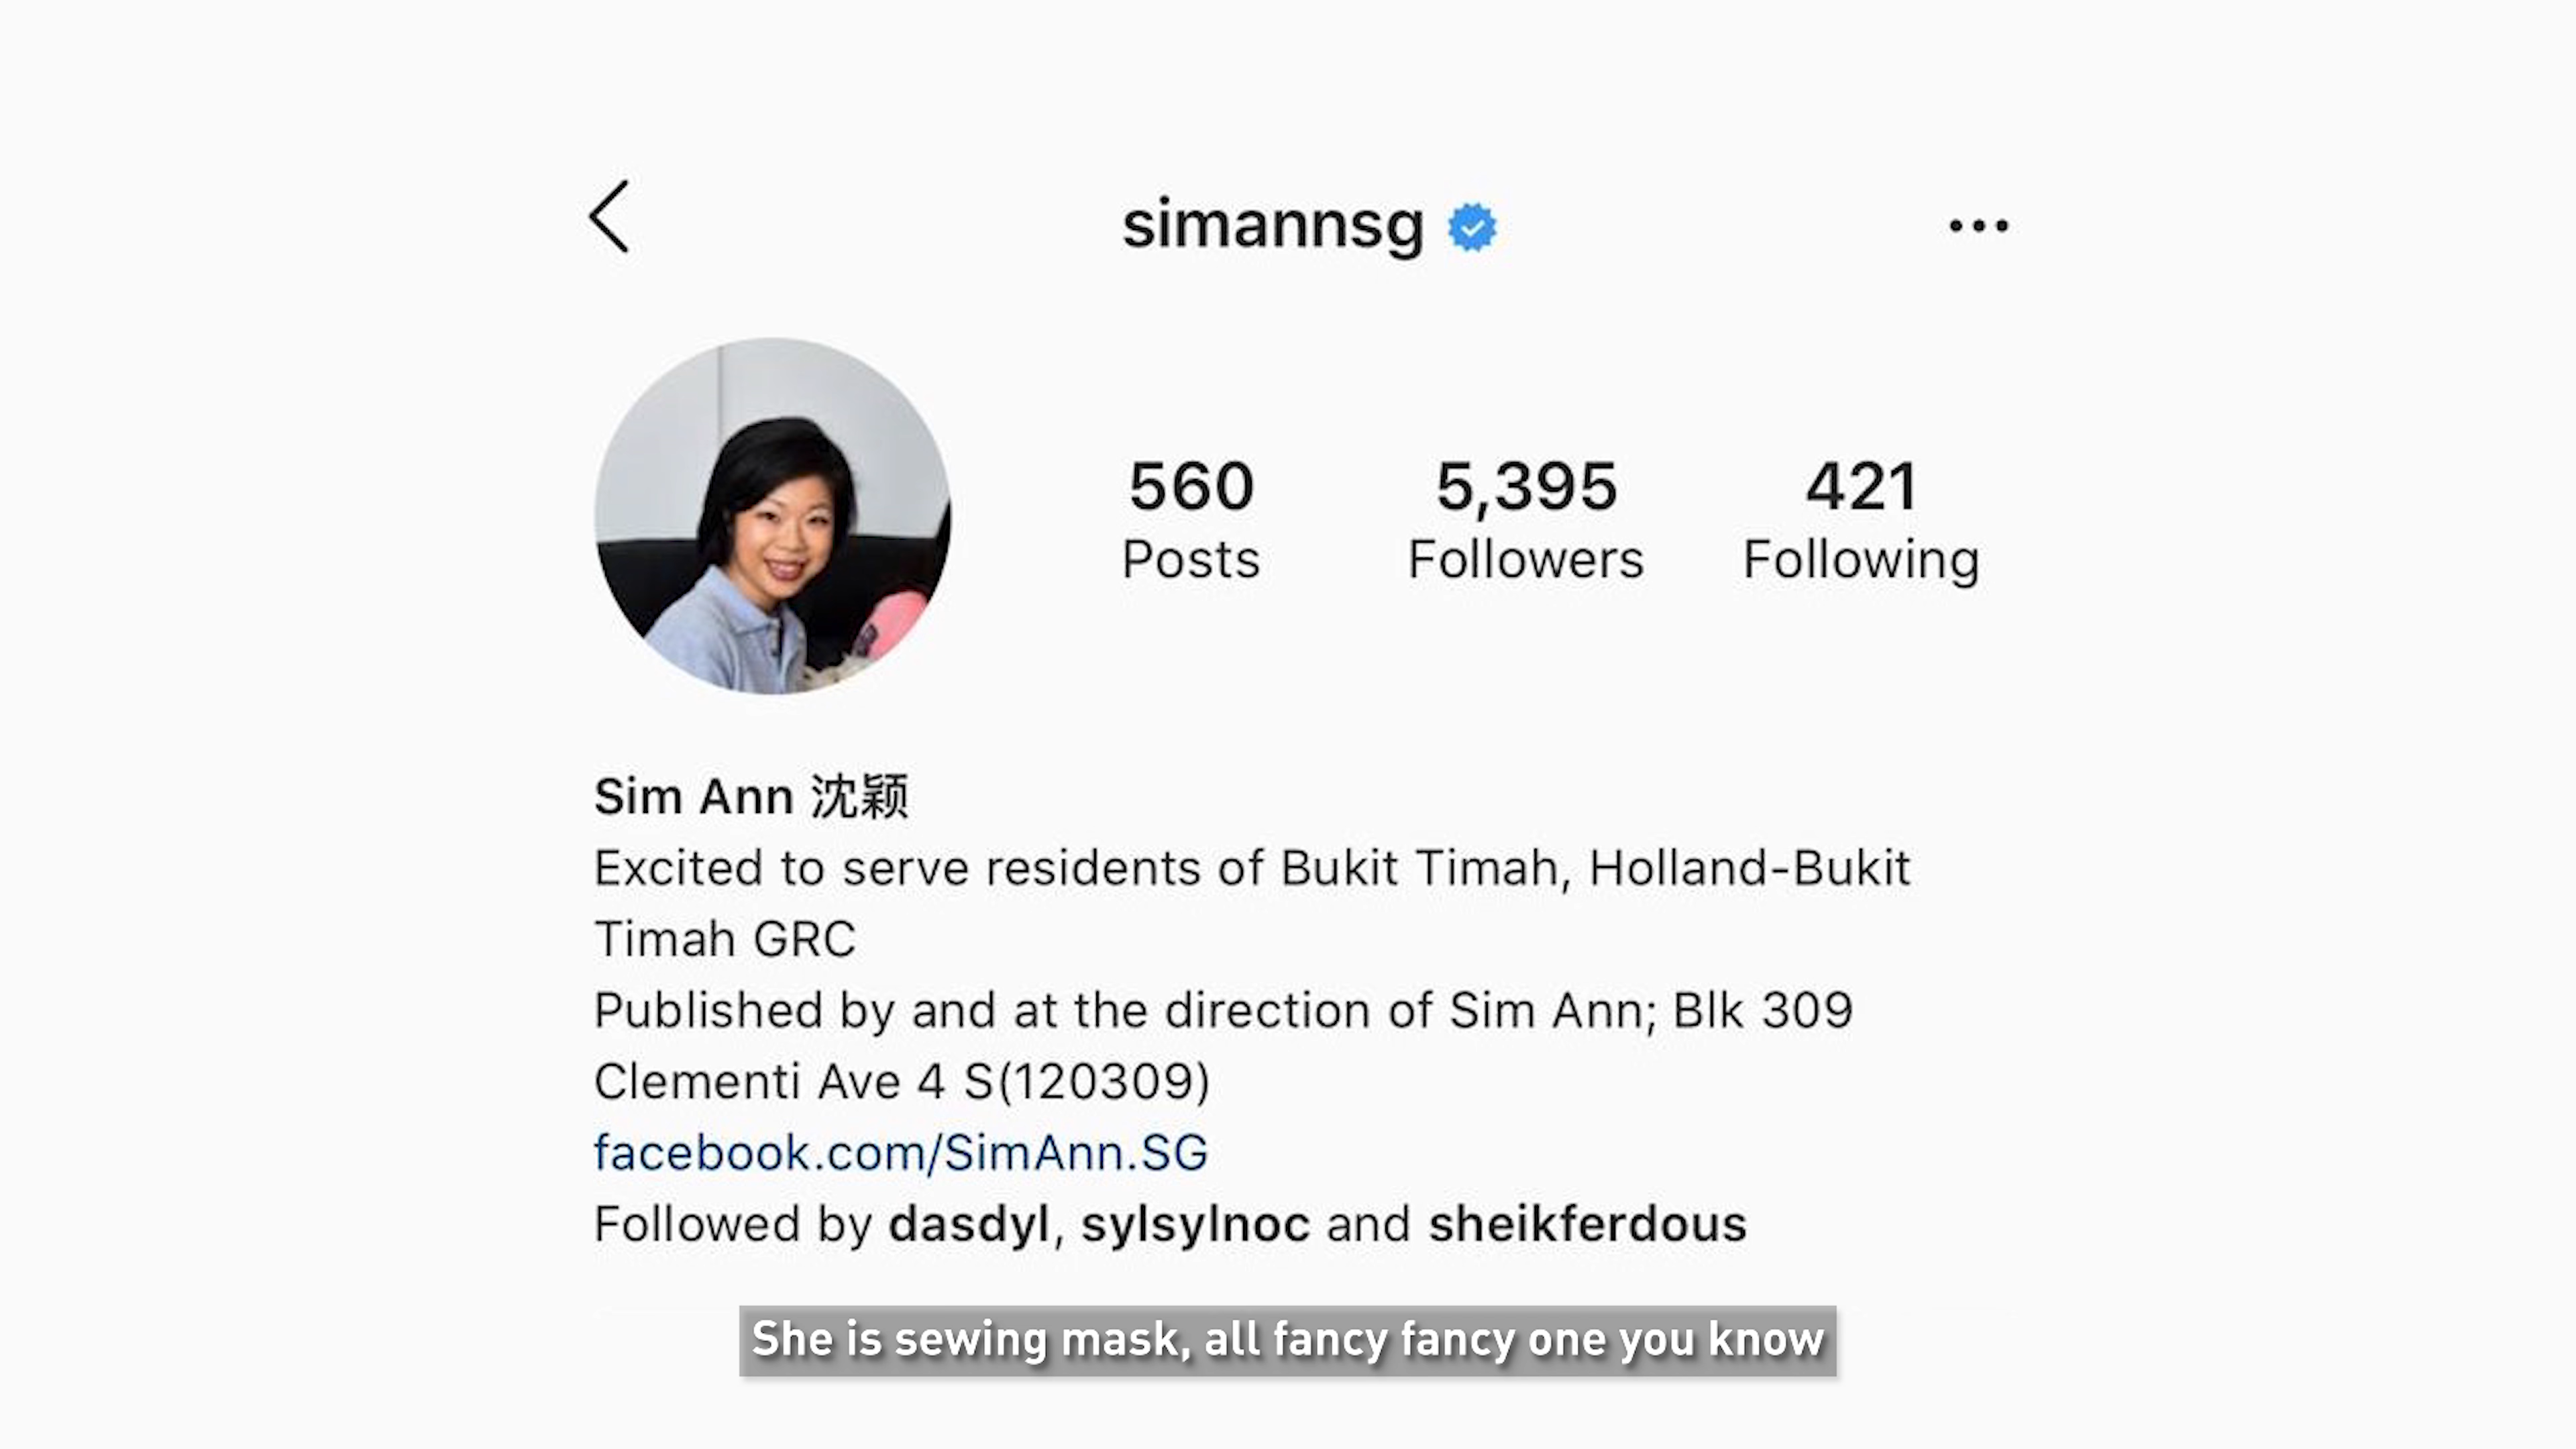 simannsg
560 5,395 421
Posts Followers Following
Sim Ann 沈颖
Excited to serve residents of Bukit Timah, Holland-Bukit
Timah GRC
Published by and at the direction of Sim Ann; Blk 309
Clementi Ave 4 S(120309)
facebook.com/SimAnn.SG
Followed by dasdyl, sylsylnoc and sheikferdous
She is sewing mask, all fancy fancy one you know